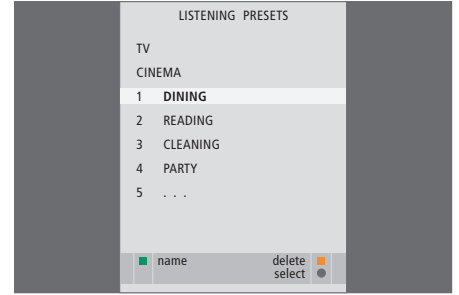 LISTENING PRESETS
TV
CINEMA
1 DINING
2 READING
3 CLEANING
4 PARTY
5 . . .
name delete
select